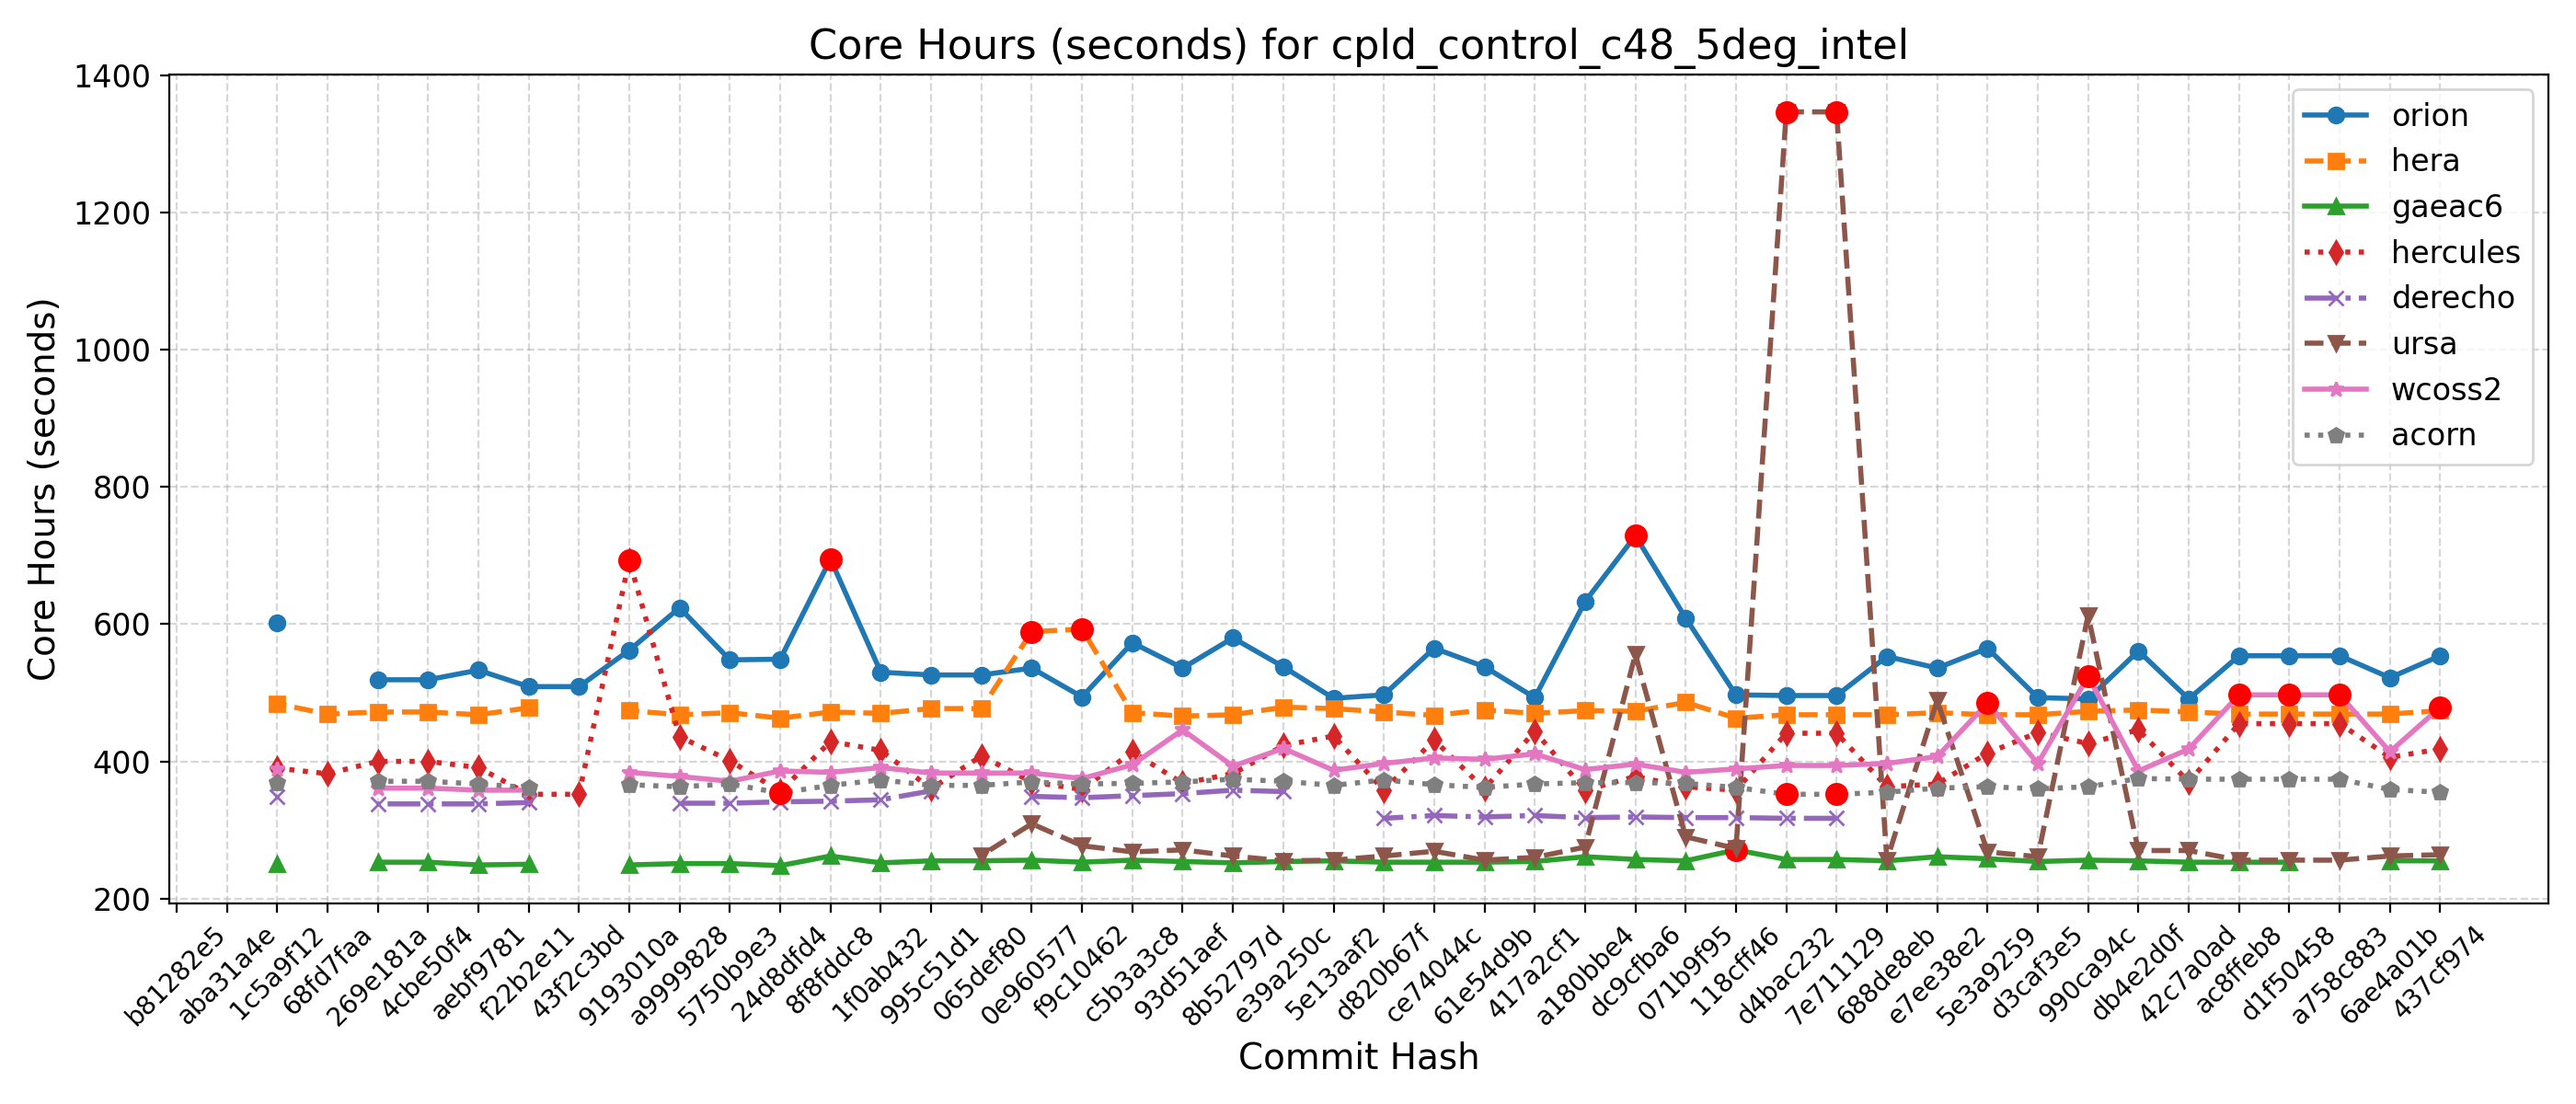 Core Hours (seconds) for cpld_control_c48_5deg_intel
Core Hours (seconds)
1400
1200
1000
800
600
400
200
orion
hera
gaeac6
hercules
derecho
ursa
wcoss2
acorn
b81282e5
aba31a4e
1c5a9f12
68fd7faa
269e181a
4cbe50f4
aebf9781
f22b2e11
43f2c3bd
9193010a
a9999828
5750b9e3
24d8dfd4
8f8fddc8
1f0ab432
995c51d1
065def80
0e960577
f9c10462
c5b3a3c8
93d51aef
8b52797d
e39a250c
5e13aaf2
d820b67f
ce74044c
61e54d9b
417a2cf1
a180bbe4
dc9cfba6
071b9f95
118cff46
d4bac232
7e711129
688de8eb
e7ee38e2
5e3a9259
d3caf3e5
990ca94c
db4e2d0f
42c7a0ad
ac8ffeb8
d1f50458
a758c883
6ae4a01b
437cf974
Commit Hash